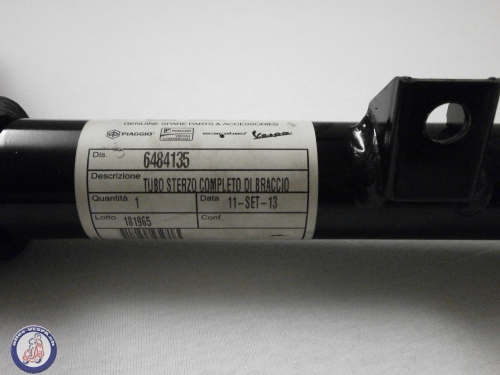 GENUINE SPARE PARTS & ACCESSORIES
PIAGGIO Vespa
Dis. 6484135
Descrizione
TUBO STERZO COMPLETO DI BRACCIO
Quantità 1 Data 11-SET-13
Lotto 181965 Conf.